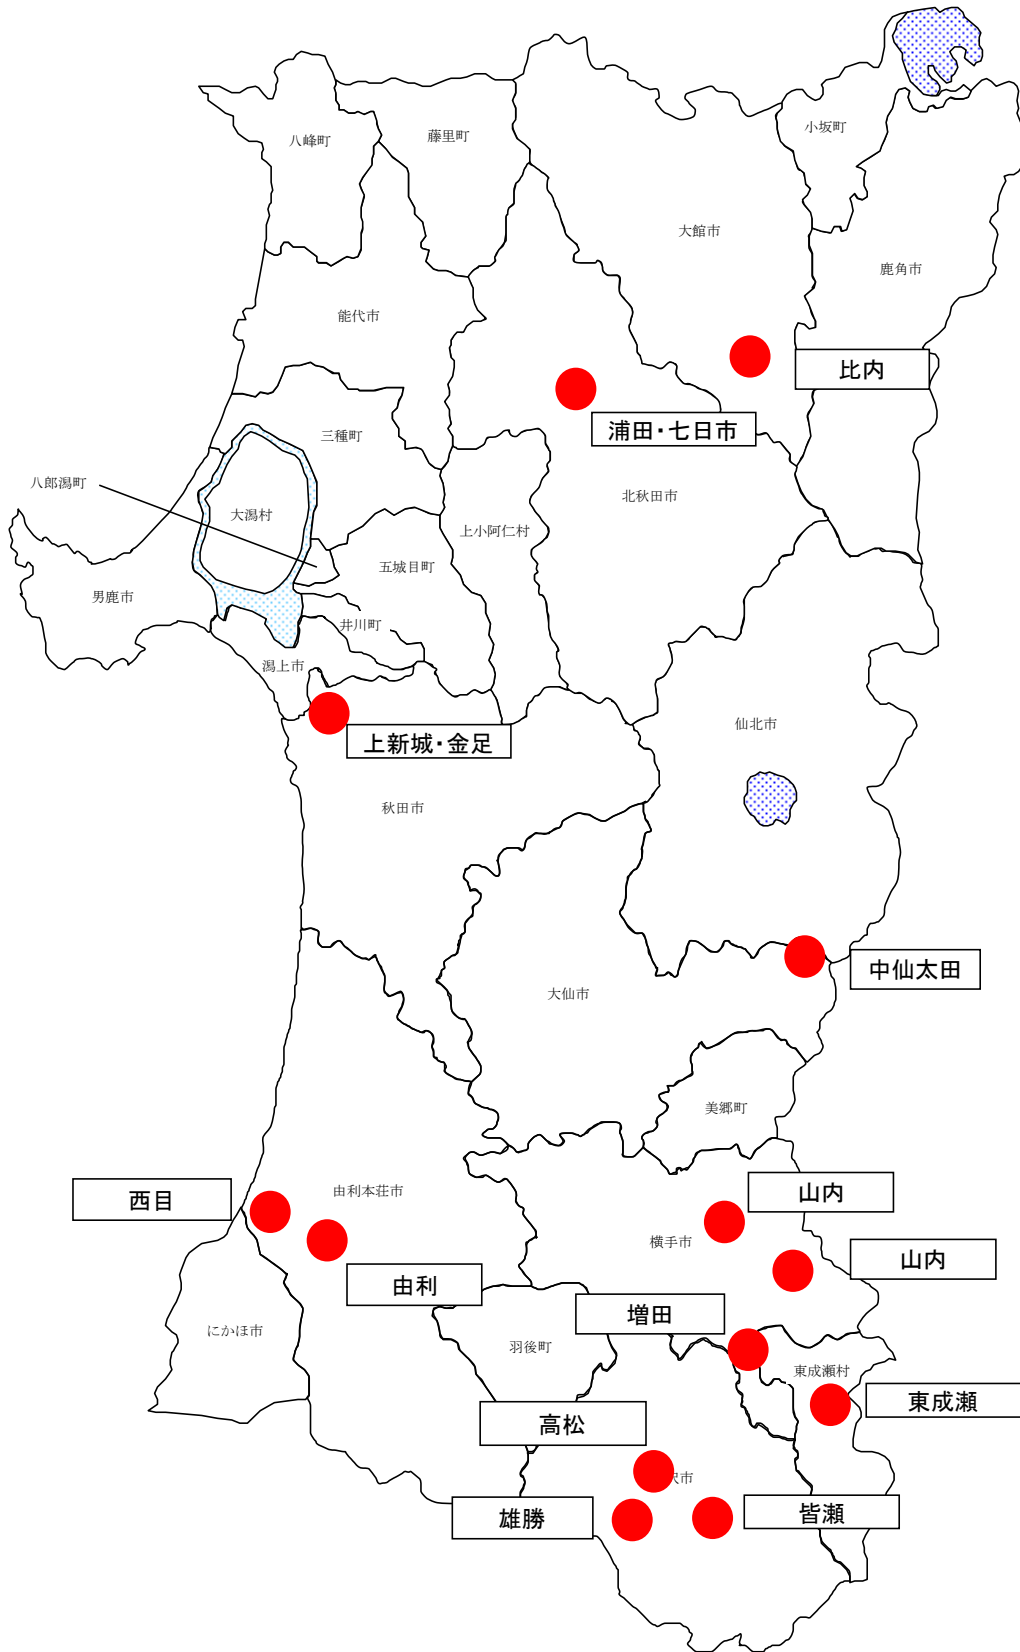 小坂町
八峰町
藤里町
大館市
鹿角市
能代市
比内
浦田・七日市
三種町
八郎潟町
北秋田市
大潟村
上小阿仁村
五城目町
男鹿市
井川町
潟上市
仙北市
上新城・金足
秋田市
中仙太田
大仙市
美郷町
西目
由利本荘市
山内
横手市
山内
由利
増田
にかほ市
羽後町
東成瀬村
東成瀬
高松
沢市
雄勝
皆瀬